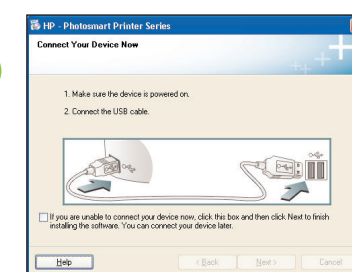 HP - Photosmart Printer Series
Connect Your Device Now
1. Make sure the device is powered on.
2. Connect the USB cable.
If you are unable to connect your device now, click this box and then click Next to finish
installing the software. You can connect your device later.
Help
< Back
Next >
Cancel